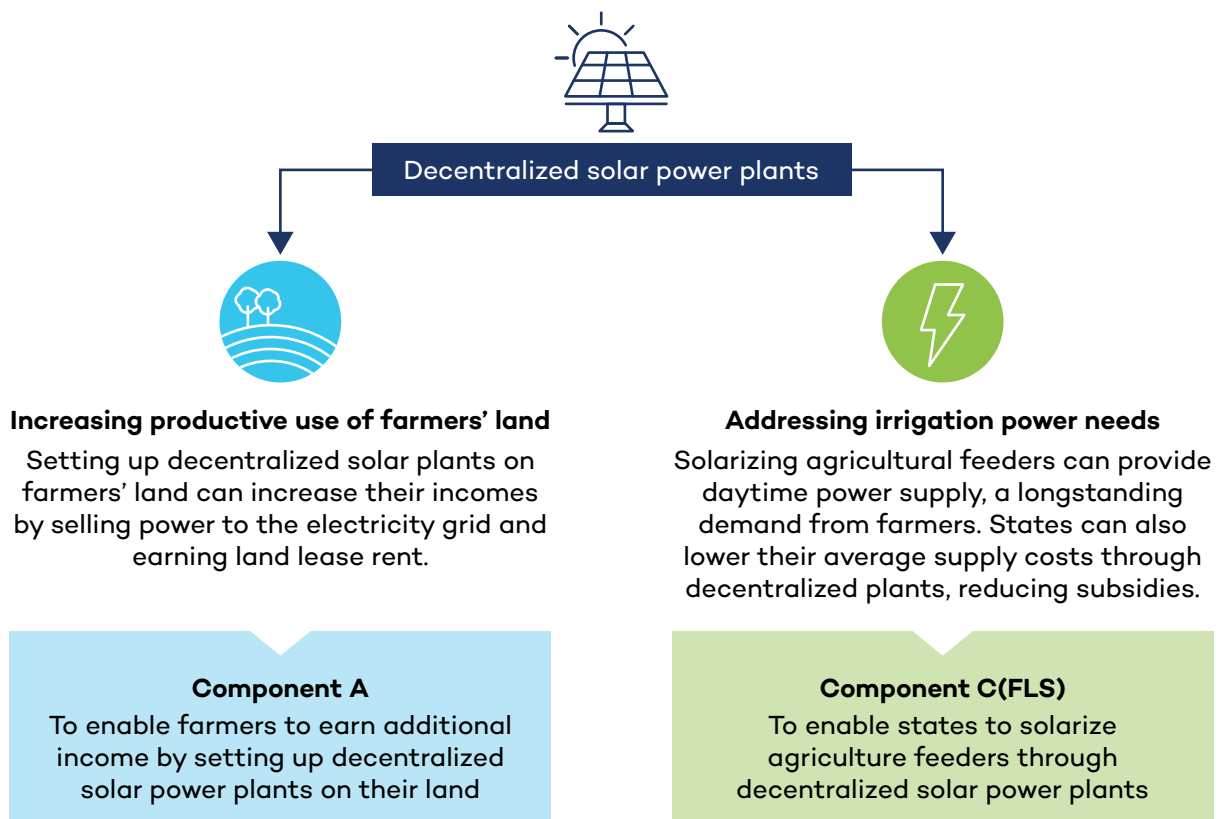 Decentralized solar power plants
Increasing productive use of farmers’ land
Setting up decentralized solar plants on
farmers’ land can increase their incomes
by selling power to the electricity grid and
earning land lease rent.
Component A
To enable farmers to earn additional
income by setting up decentralized
solar power plants on their land
Addressing irrigation power needs
Solarizing agricultural feeders can provide
daytime power supply, a longstanding
demand from farmers. States can also
lower their average supply costs through
decentralized plants, reducing subsidies.
Component C(FLS)
To enable states to solarize
agriculture feeders through
decentralized solar power plants